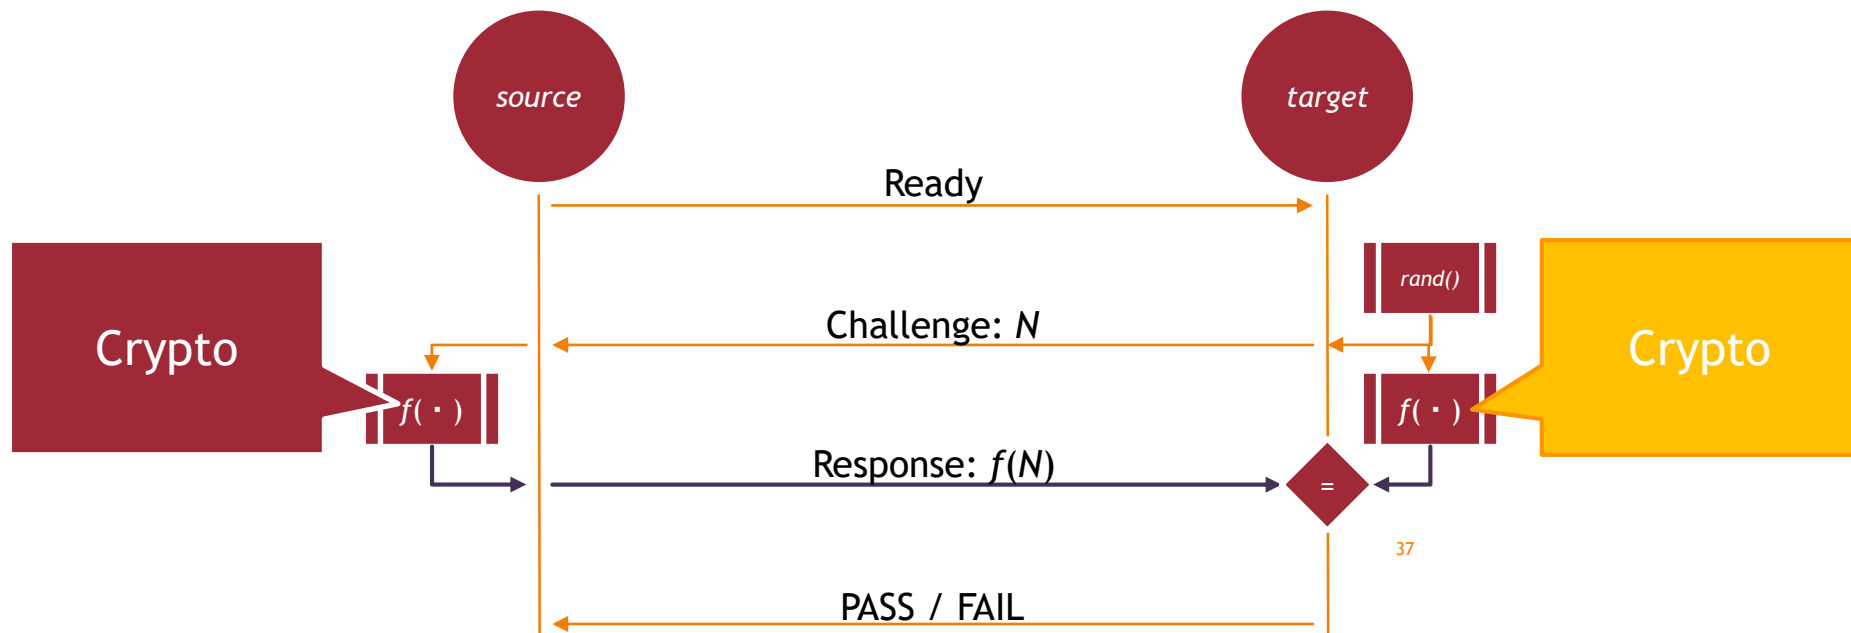 source
target
Ready
rand()
Challenge: N
Crypto
Crypto
f( · )
f( · )
Response: f(N)
=
37
PASS / FAIL